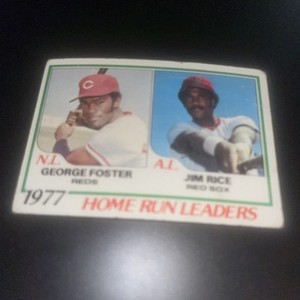 N.L. A.L.
GEORGE FOSTER JIM RICE
REDS RED SOX
1977 HOME RUN LEADERS